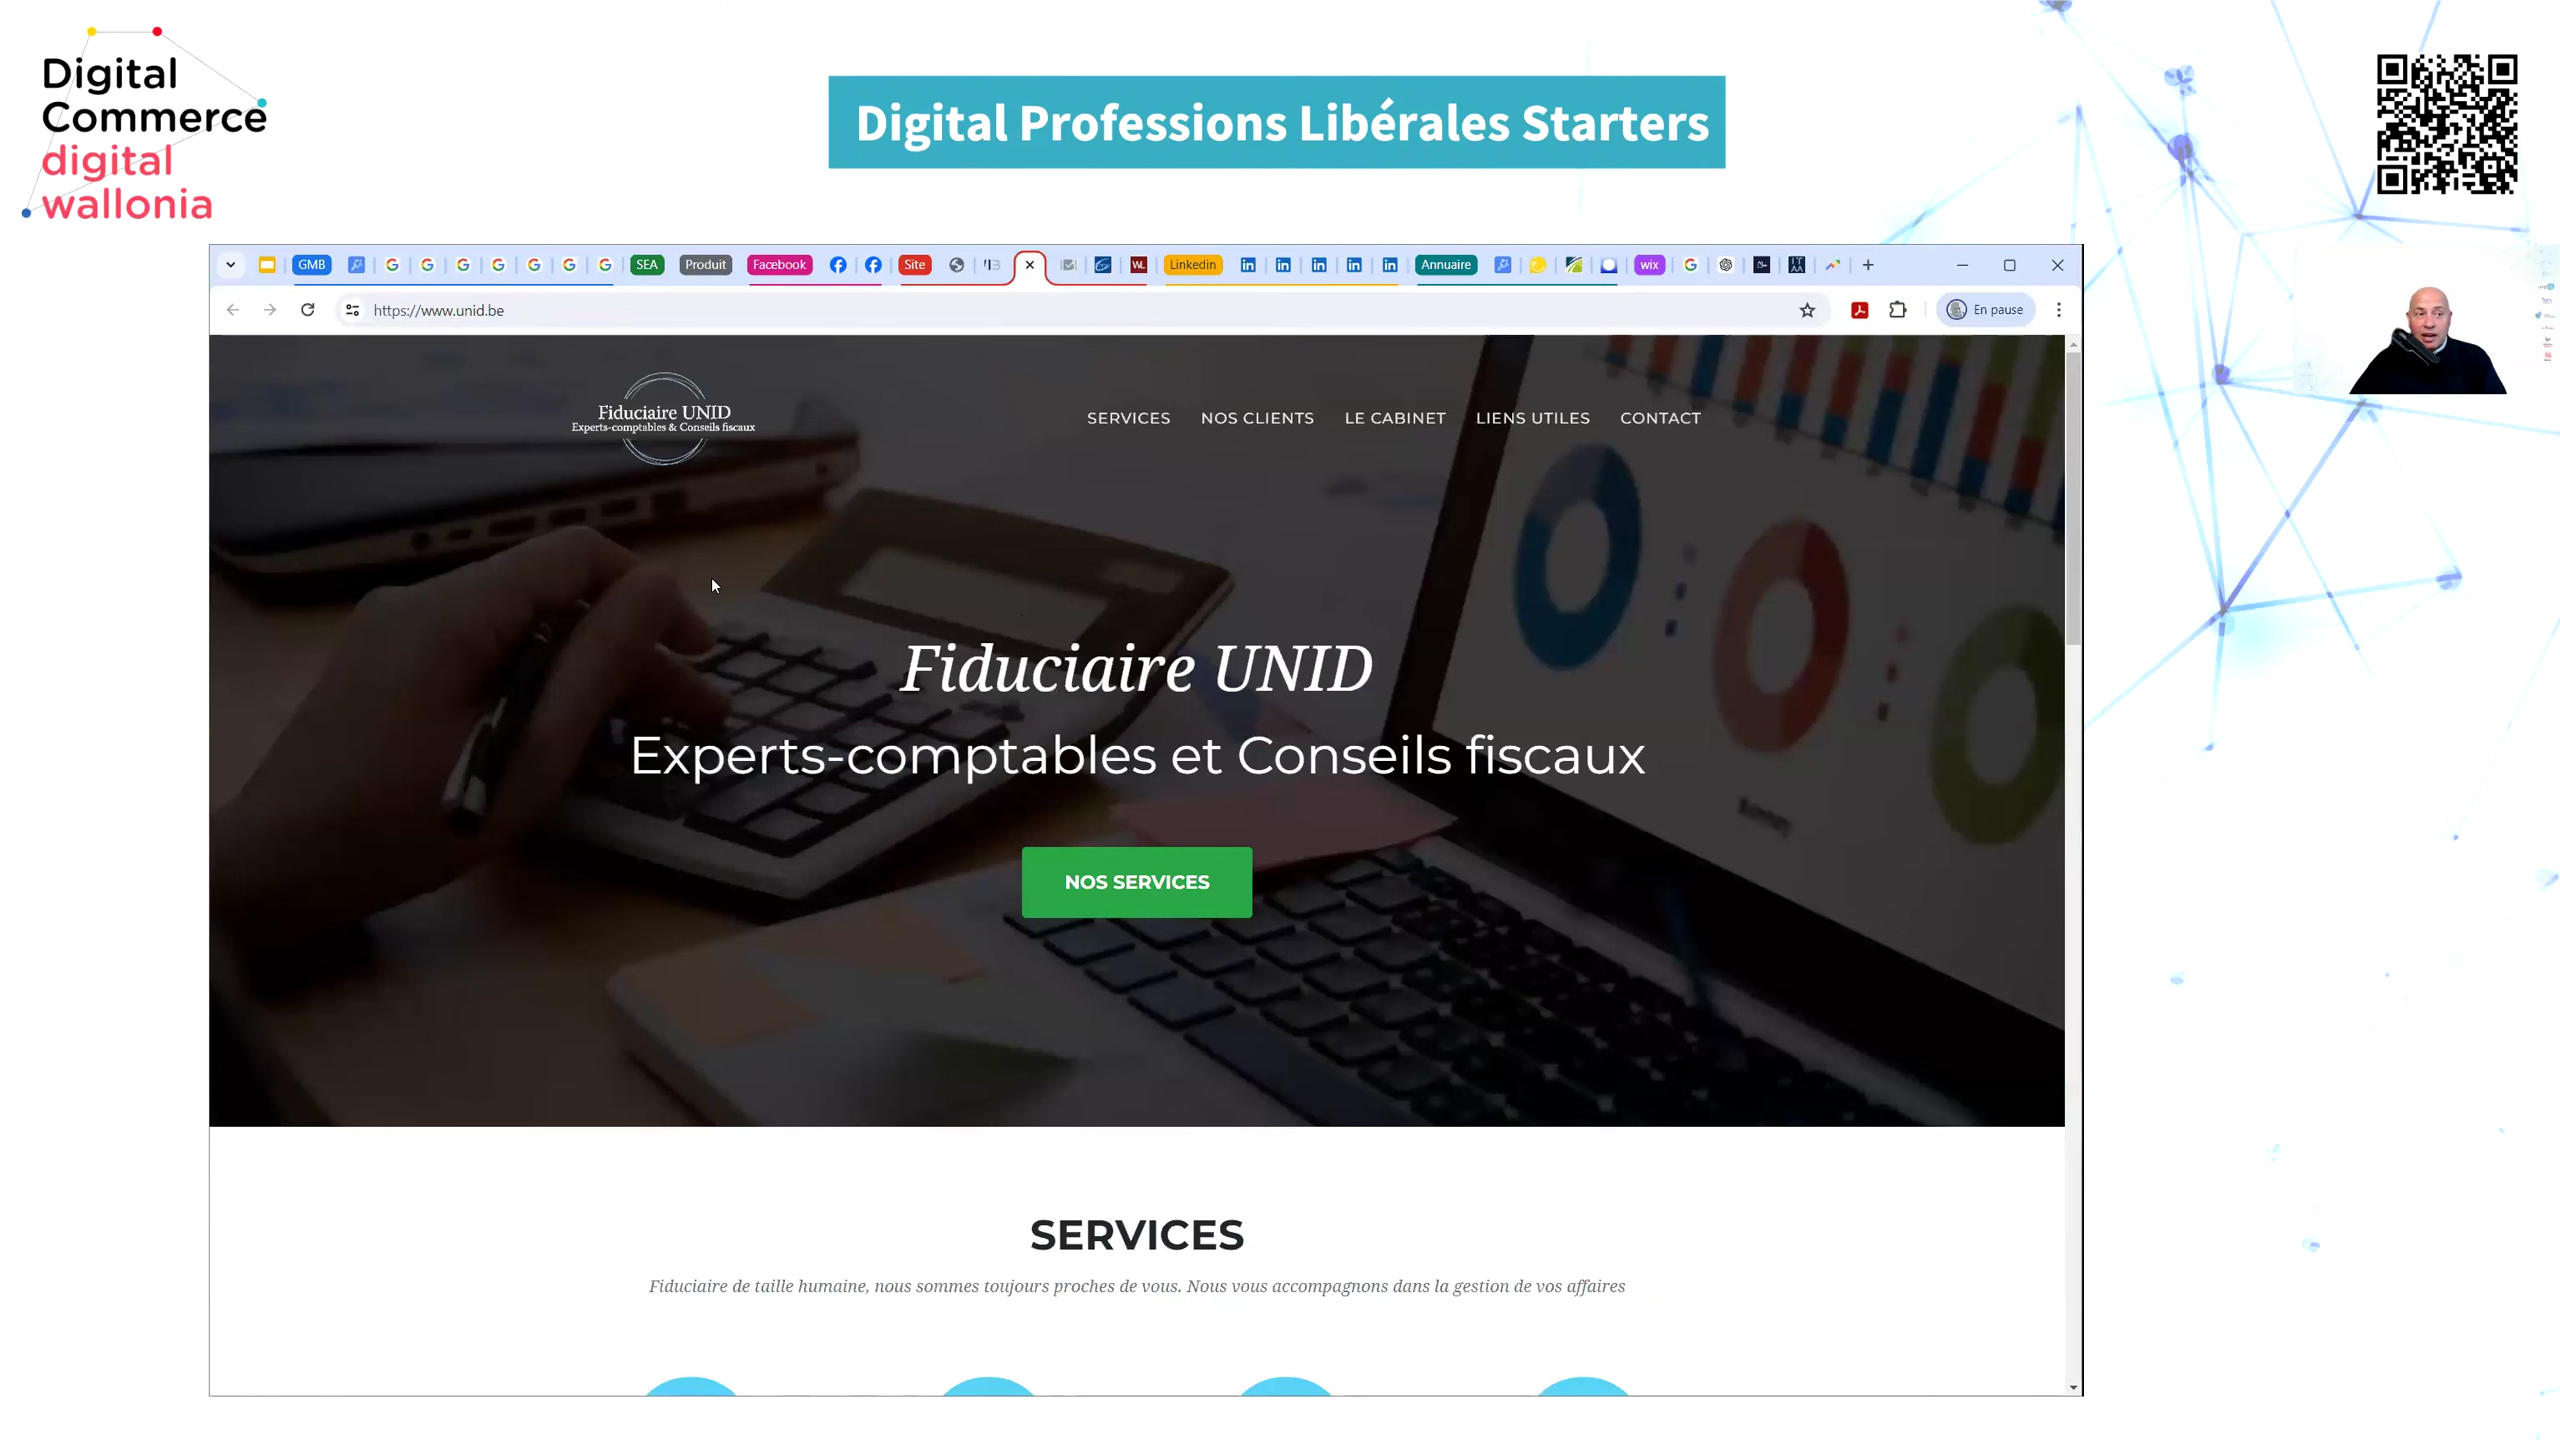 Digital
Commerce
digital
wallonia
Digital Professions Libérales Starters
GMB
SEA
Produit
Facebook
Site
WL
Linkedin
Annuaire
WIX
https://www.unid.be
En pause
Fiduciaire UNID
Experts-comptables & Conseils fiscaux
SERVICES
NOS CLIENTS
LE CABINET
LIENS UTILES
CONTACT
Fiduciaire UNID
Experts-comptables et Conseils fiscaux
NOS SERVICES
SERVICES
Fiduciaire de taille humaine, nous sommes toujours proches de vous. Nous vous accompagnons dans la gestion de vos affaires